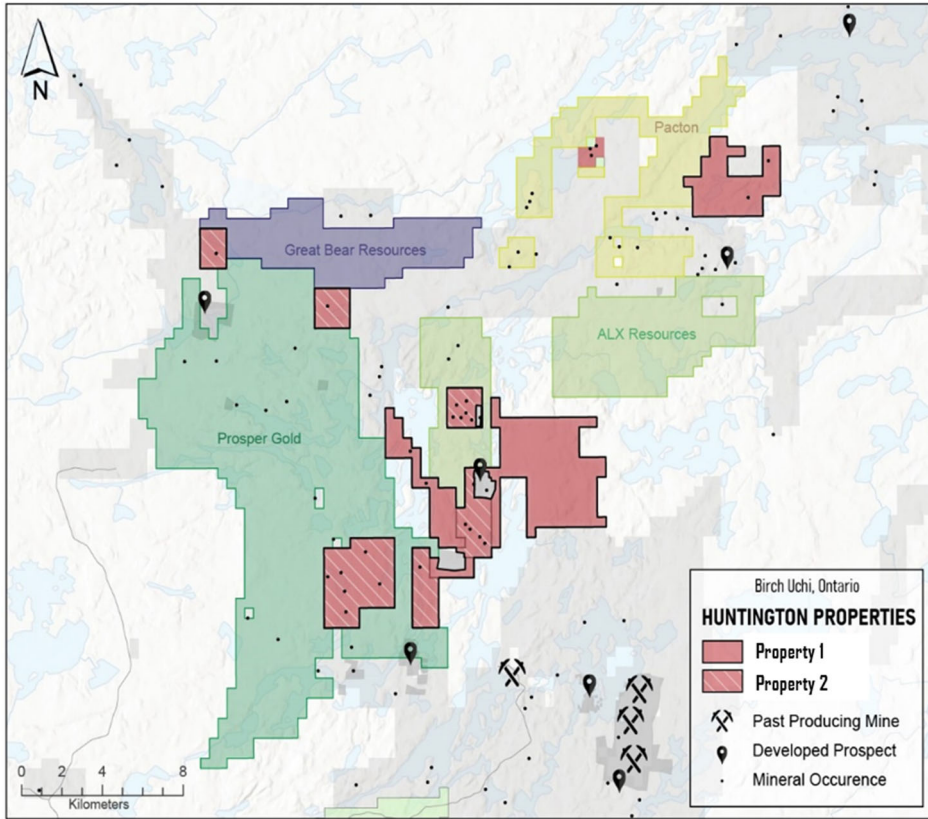 N
Pacton
Great Bear Resources
ALX Resources
Prosper Gold
Birch Uchi, Ontario
HUNTINGTON PROPERTIES
Property 1
Property 2
Past Producing Mine
Developed Prospect
Mineral Occurence
0 2 4 8
Kilometers